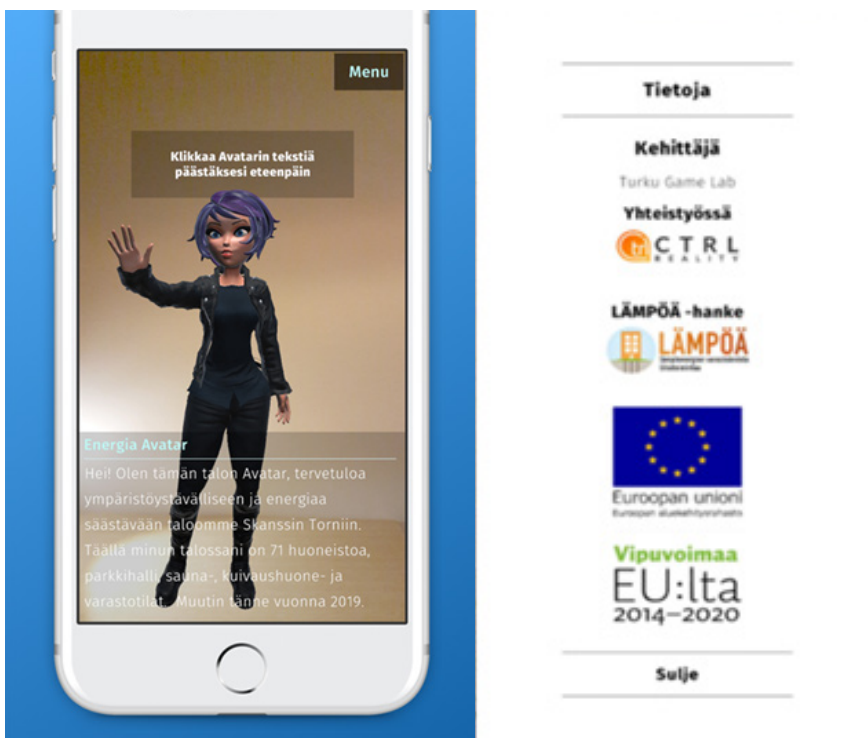 Menu
Klikkaa Avatarin tekstiä
päästäksesi eteenpäin
Energia Avatar
Hei! Olen tämän talon Avatar, tervetuloa
ympäristöystävälliseen ja energiaa
säästävään taloomme Skanssin Torniin.
Täällä minun talossani on 71 huoneistoa,
parkkihalli, sauna-, kuivaushuone- ja
varastotilat. Muutin tänne vuonna 2019.
Tietoja
Kehittäjä
Turku Game Lab
Yhteistyössä
CTRL
REALITY
LÄMPÖÄ -hanke
LÄMPÖÄ
Euroopan unioni
Euroopan aluekehitysrahasto
Vipuvoimaa
EU:lta
2014–2020
Sulje